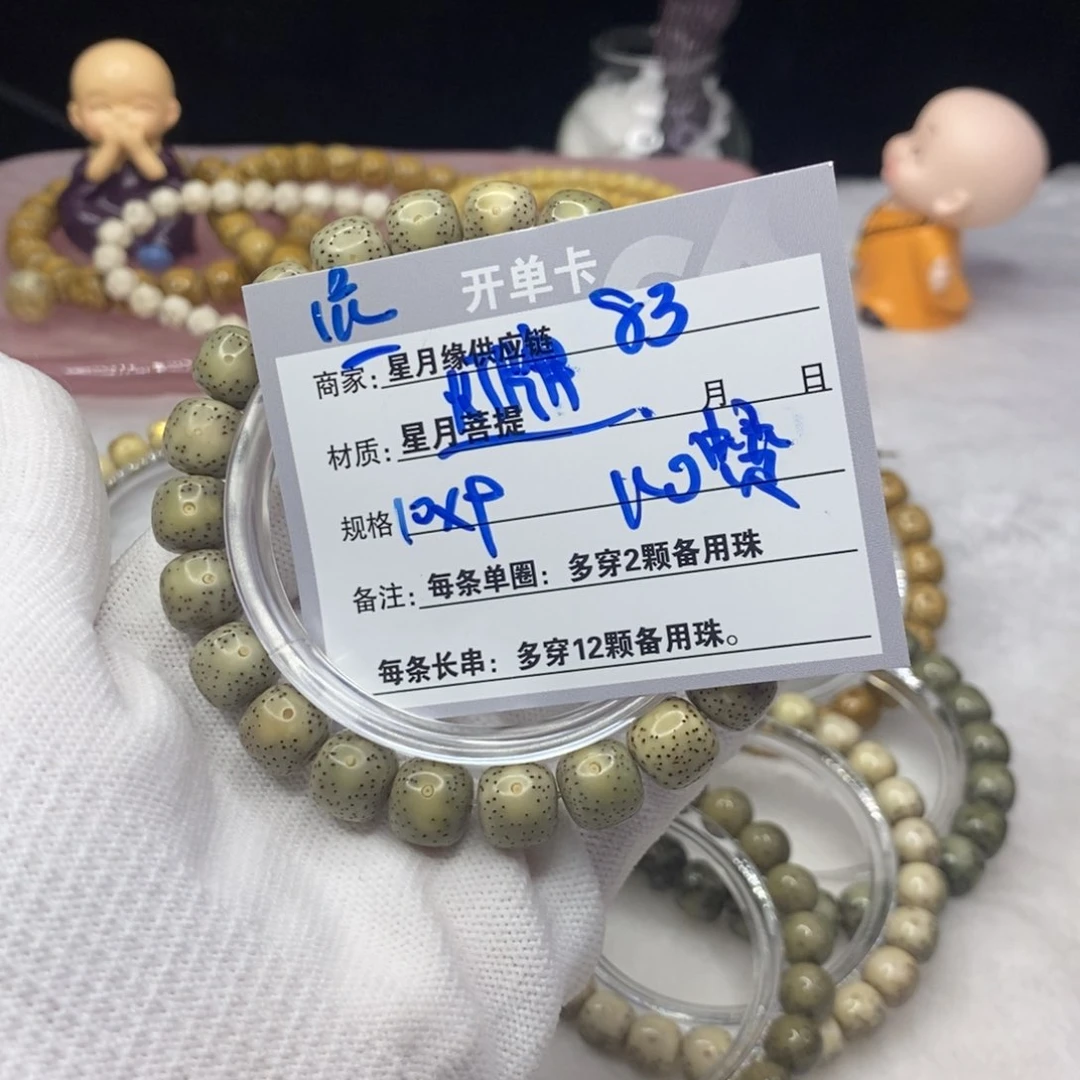 开单卡
83
商家：星月缘供应链
月 日
材质：星月菩提
规格 10x9
备注：每条单圈：多穿2颗备用珠
每条长串：多穿12颗备用珠。